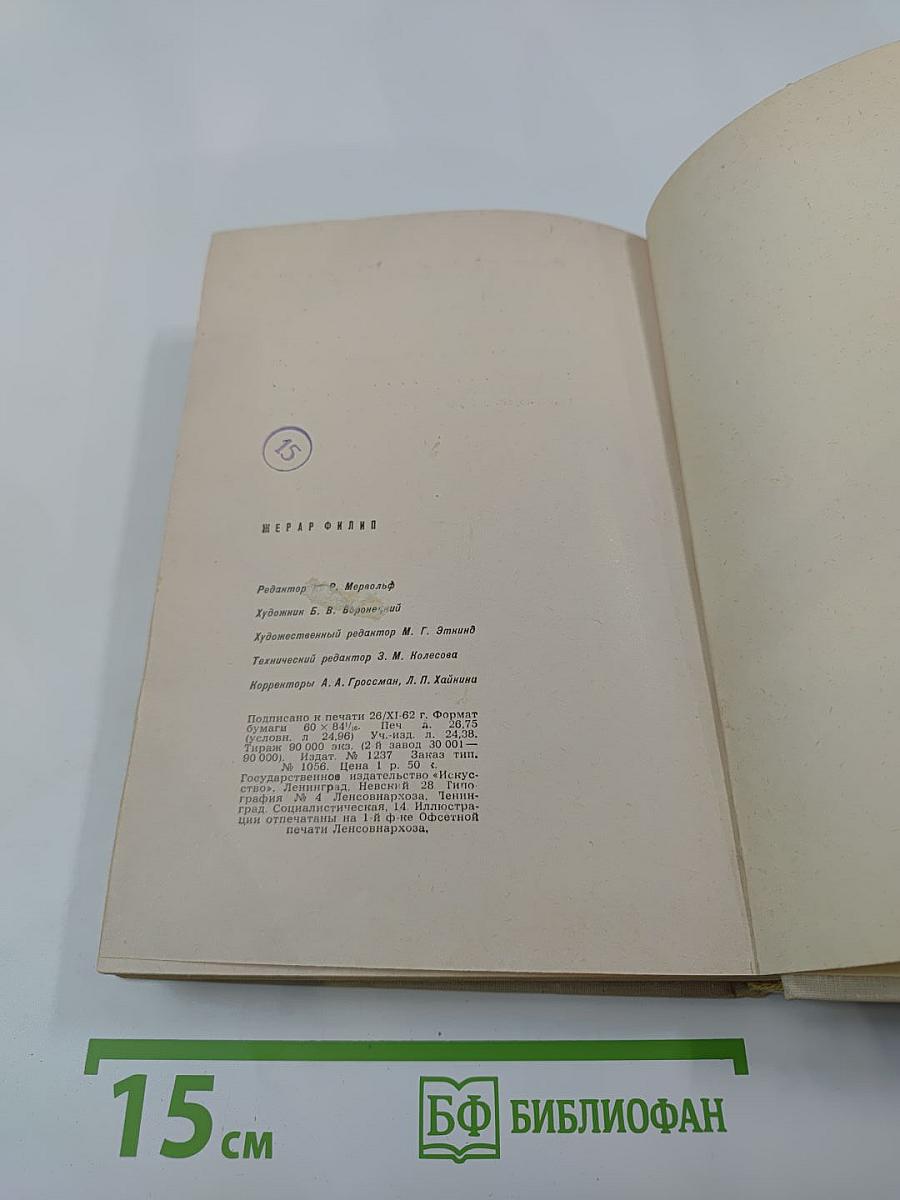 15
ЖЕРАР ФИЛИП
Редактор Р. Мервольф
Художник Б. В. Воронецкий
Художественный редактор М. Г. Эткинд
Технический редактор З. М. Колесова
Корректоры А. А. Гроссман, Л. П. Хайкина
Подписано к печати 26/XI-62 г. Формат
бумаги 60 × 84¹/₁₆. Печ. л. 26,75
(условн. л 24,96) Уч.-изд. л. 24,38.
Тираж 90 000 экз. (2-й завод 30 001—
90 000). Издат. № 1237 Заказ тип.
№ 1056. Цена 1 р. 50 к.
Государственное издательство «Искус-
ство». Ленинград, Невский 28 Типо-
графия № 4 Ленсовнархоза, Ленин-
град, Социалистическая, 14. Иллюстра-
ции отпечатаны на 1-й ф-ке Офсетной
печати Ленсовнархоза.
15 см
БФ БИБЛИОФАН